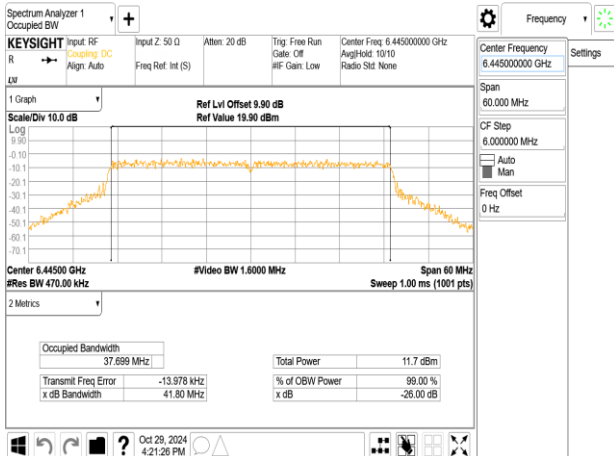 Spectrum Analyzer 1
Occupied BW
+
Frequency
KEYSIGHT
R
LXI
Input: RF
Coupling: DC
Align: Auto
Input Z: 50 Ω
Freq Ref: Int (S)
Atten: 20 dB
Trig: Free Run
Gate: Off
#IF Gain: Low
Center Freq: 6.445000000 GHz
Avg|Hold: 10/10
Radio Std: None
Center Frequency
6.445000000 GHz
Settings
Span
60.000 MHz
CF Step
6.000000 MHz
Auto
Man
Freq Offset
0 Hz
1 Graph
Scale/Div 10.0 dB
Ref Lvl Offset 9.90 dB
Ref Value 19.90 dBm
Log
9.90
-0.10
-10.1
-20.1
-30.1
-40.1
-50.1
-60.1
-70.1
Center 6.44500 GHz
#Video BW 1.6000 MHz
Span 60 MHz
#Res BW 470.00 kHz
Sweep 1.00 ms (1001 pts)
2 Metrics
Occupied Bandwidth
37.699 MHz
Total Power 11.7 dBm
Transmit Freq Error -13.978 kHz
% of OBW Power 99.00 %
x dB Bandwidth 41.80 MHz
x dB -26.00 dB
?
Oct 29, 2024
4:21:26 PM